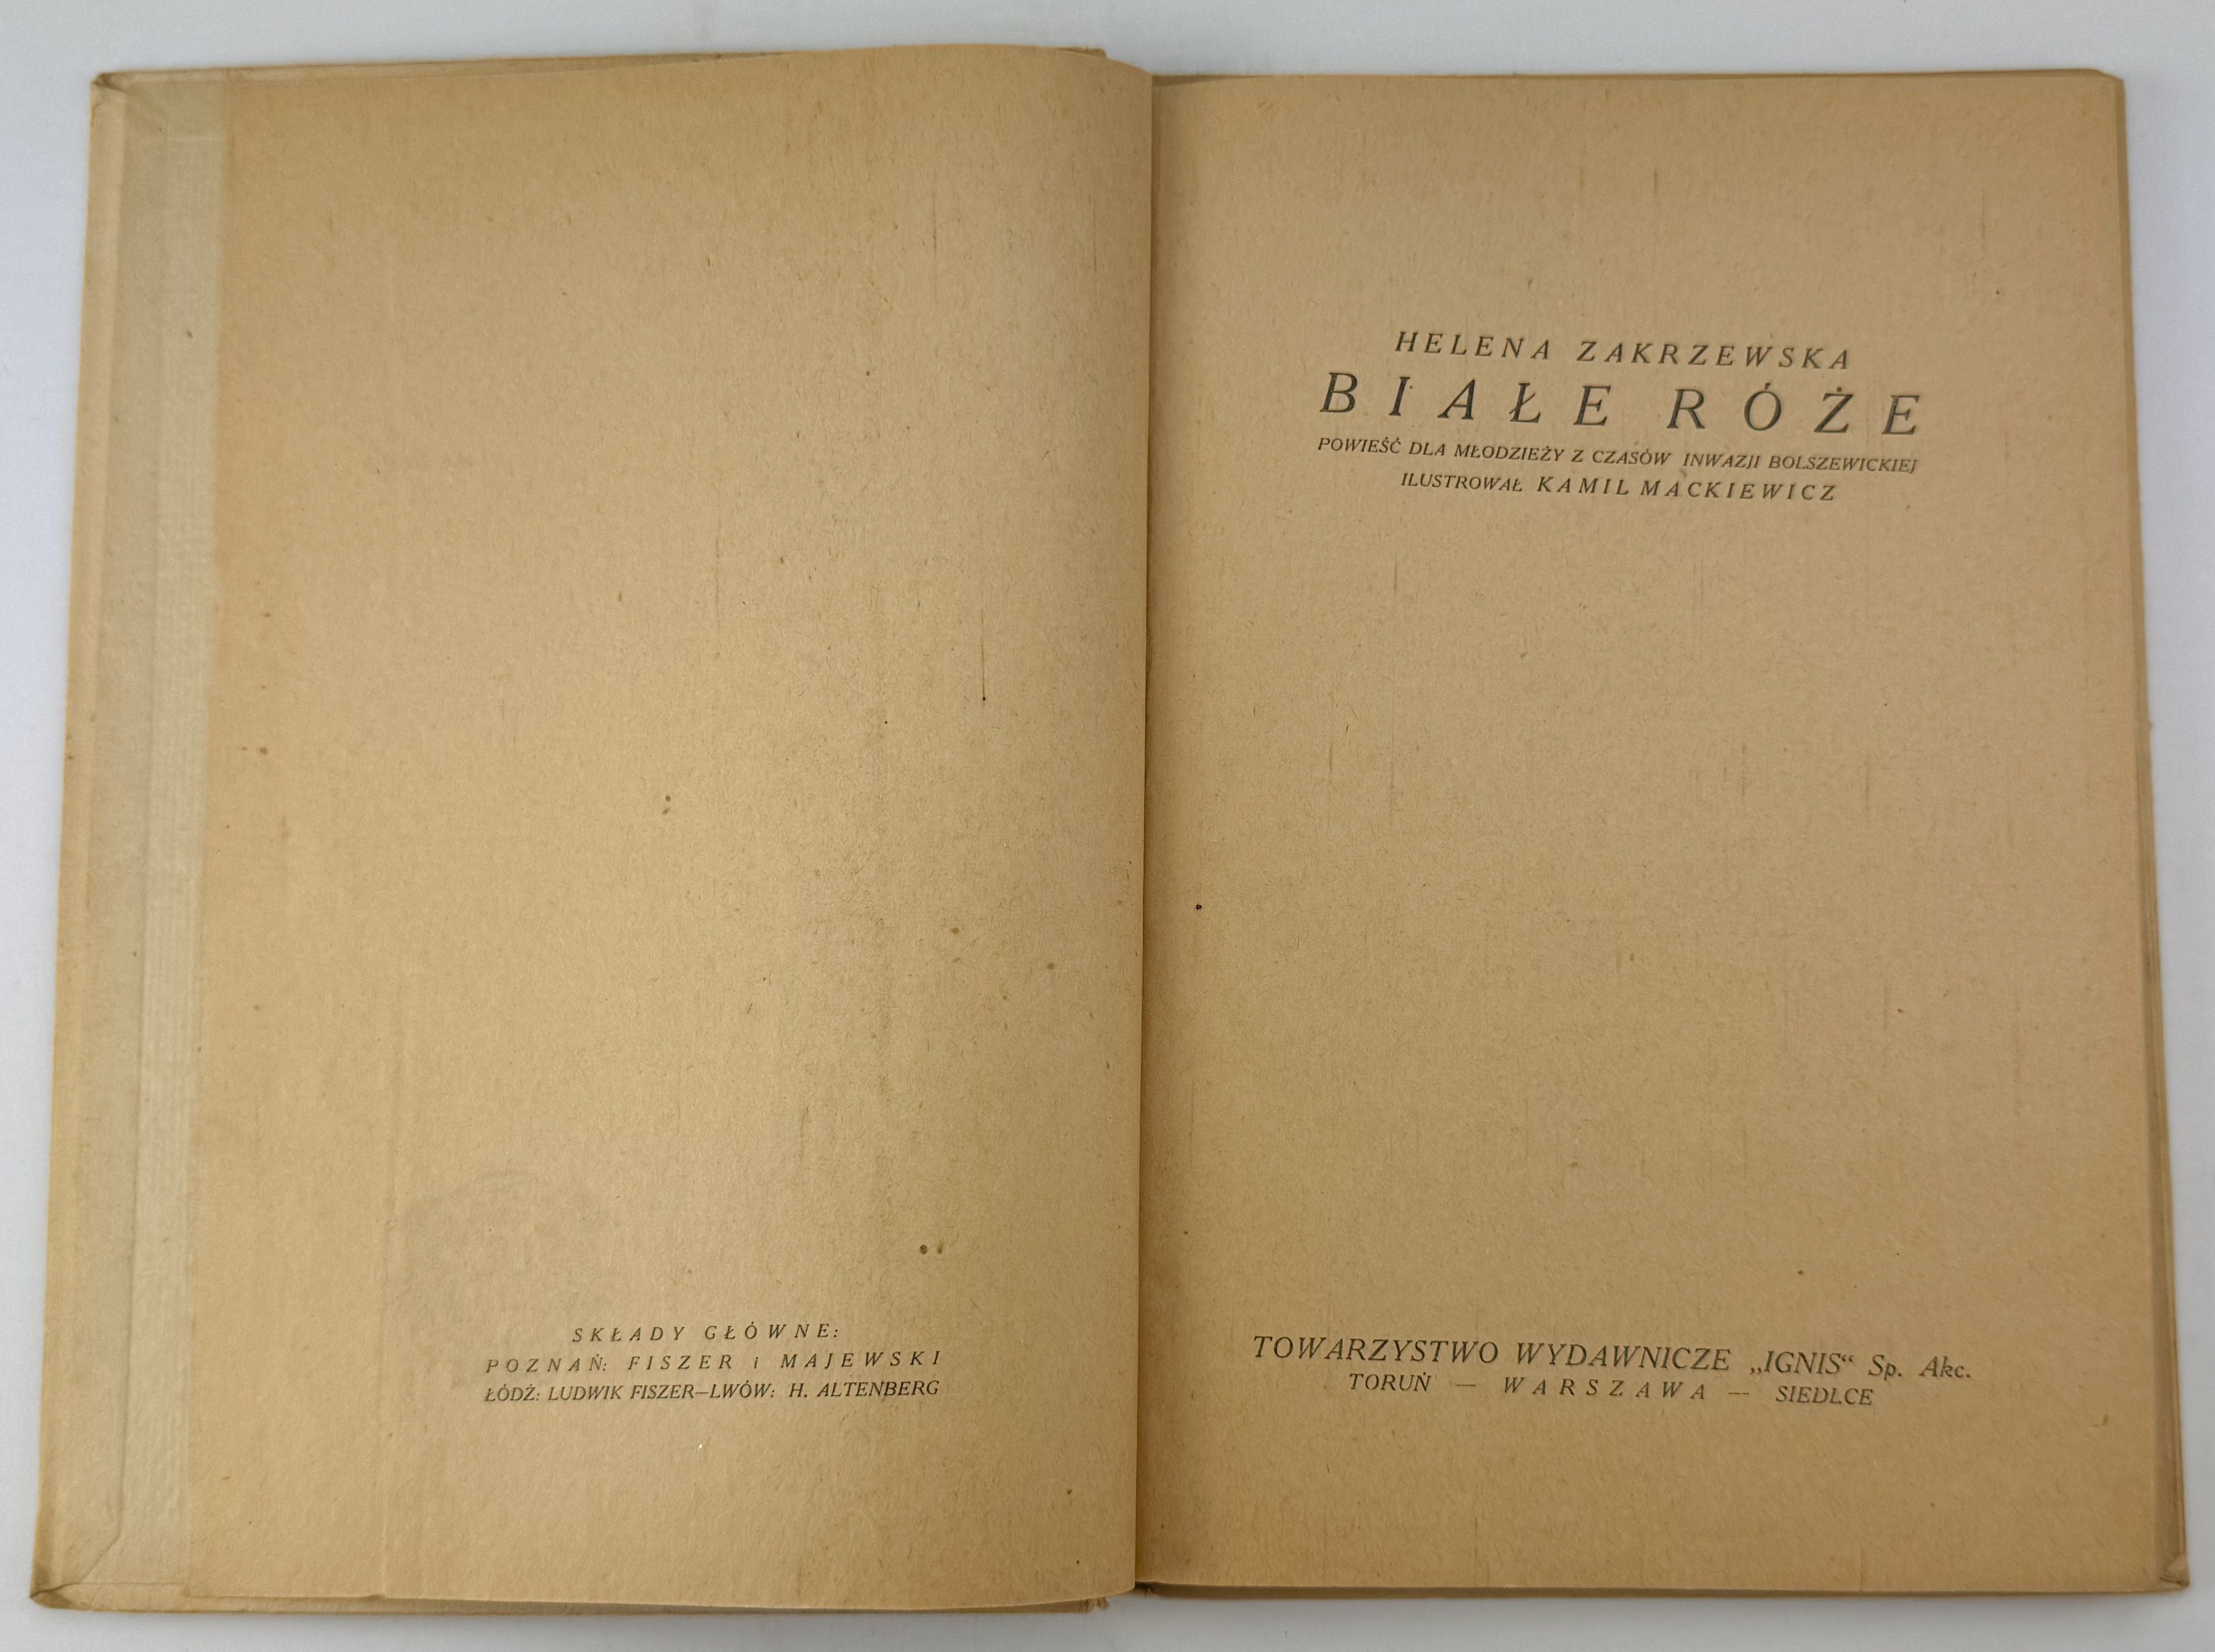 SKŁADY GŁÓWNE:
POZNAŃ: FISZER i MAJEWSKI
ŁÓDŹ: LUDWIK FISZER—LWÓW: H. ALTENBERG
HELENA ZAKRZEWSKA
BIAŁE RÓŻE
POWIEŚĆ DLA MŁODZIEŻY Z CZASÓW INWAZJI BOLSZEWICKIEJ
ILUSTROWAŁ KAMIL MACKIEWICZ
TOWARZYSTWO WYDAWNICZE „IGNIS“ Sp. Akc.
TORUŃ — WARSZAWA — SIEDLCE